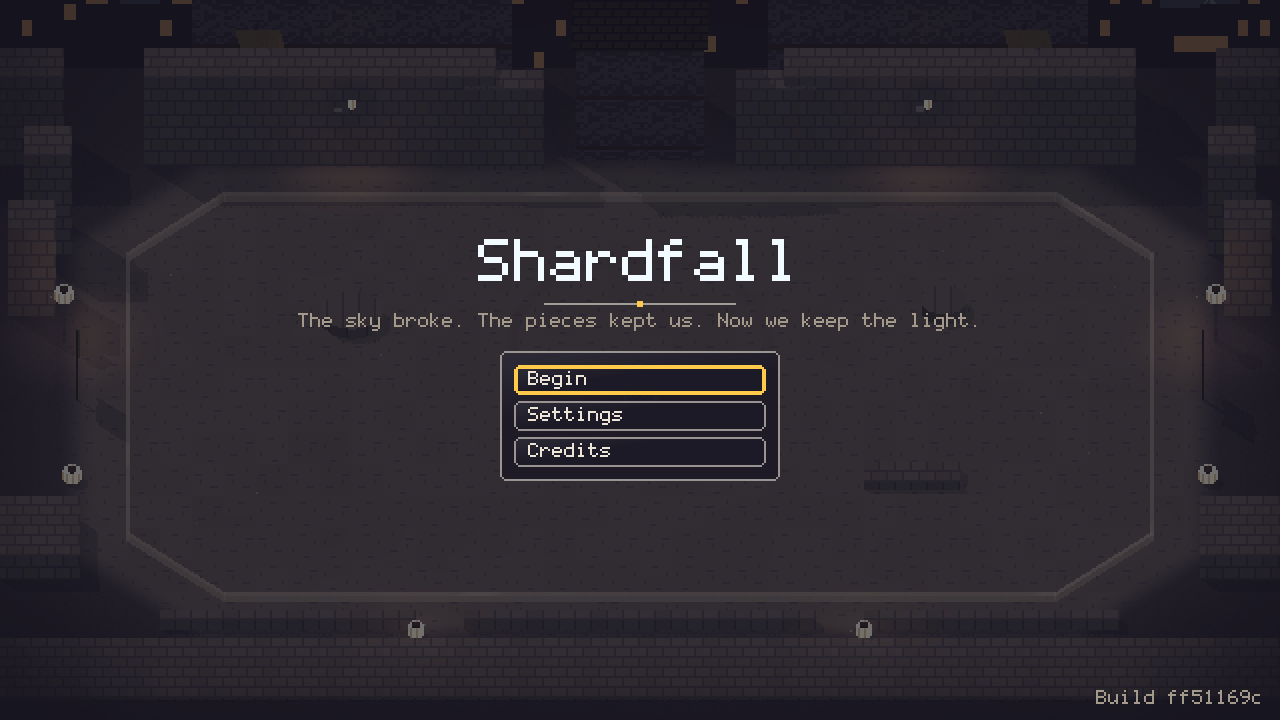 Shardfall
The sky broke. The pieces kept us. Now we keep the light.
Begin
Settings
Credits
Build ff51169c